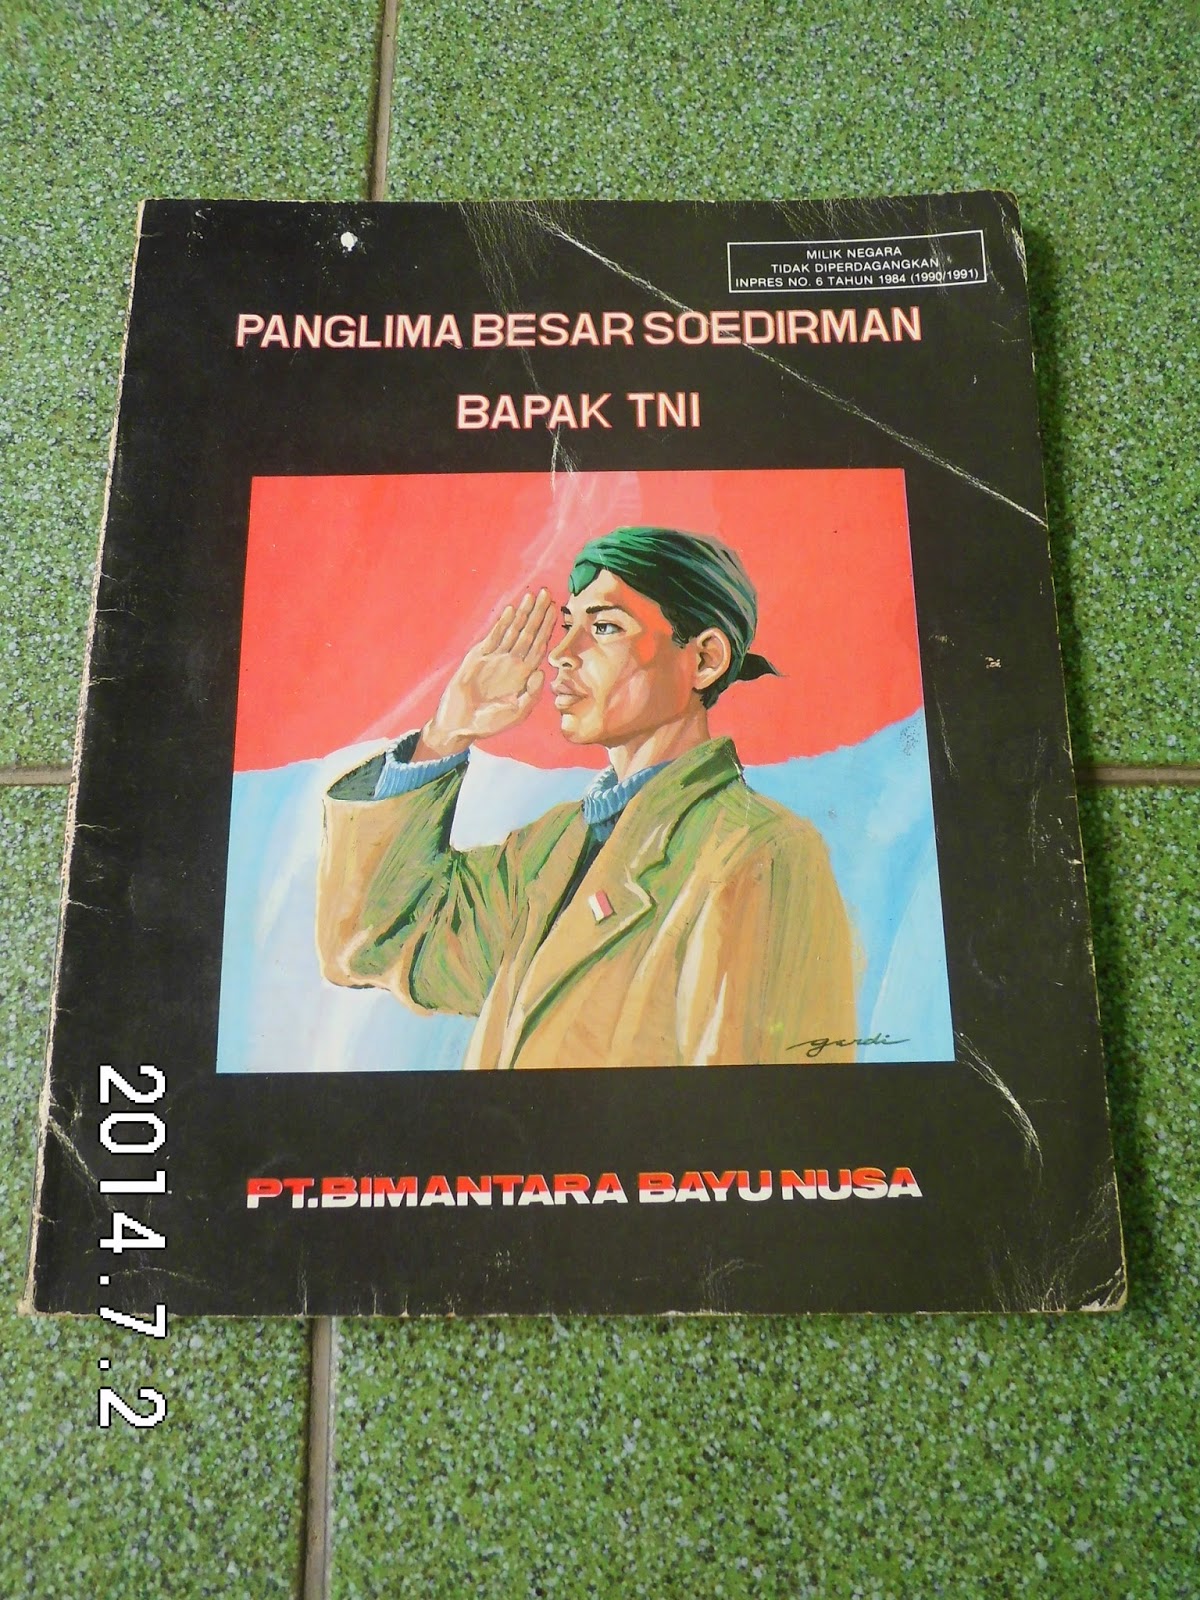 MILIK NEGARA
TIDAK DIPERDAGANGKAN
INPRES NO. 6 TAHUN 1984 (1990/1991)
PANGLIMA BESAR SOEDIRMAN
BAPAK TNI
gardi
PT.BIMANTARA BAYU NUSA
2014.7.2